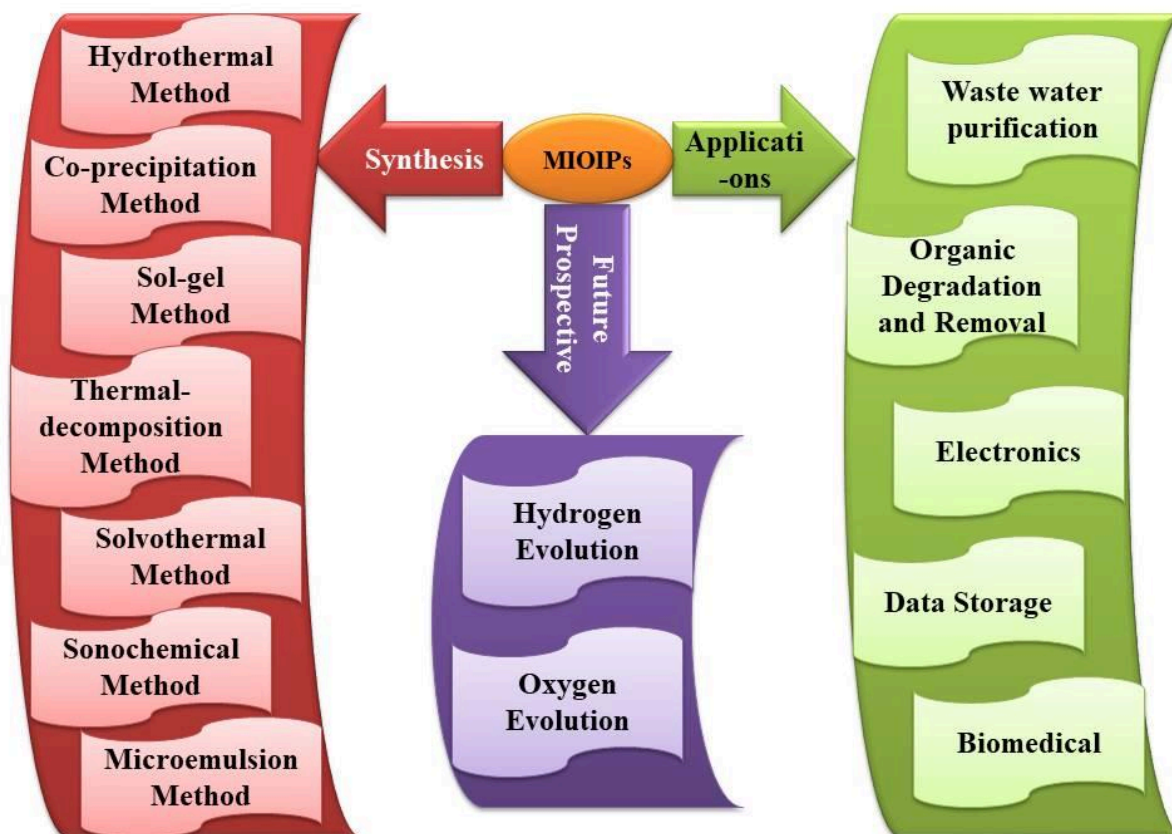 Hydrothermal
Method
Co-precipitation
Method
Sol-gel
Method
Thermal-
decomposition
Method
Solvothermal
Method
Sonochemical
Method
Microemulsion
Method
Synthesis
MIOIPs
Applicati
-ons
Future
Prospective
Hydrogen
Evolution
Oxygen
Evolution
Waste water
purification
Organic
Degradation
and Removal
Electronics
Data Storage
Biomedical